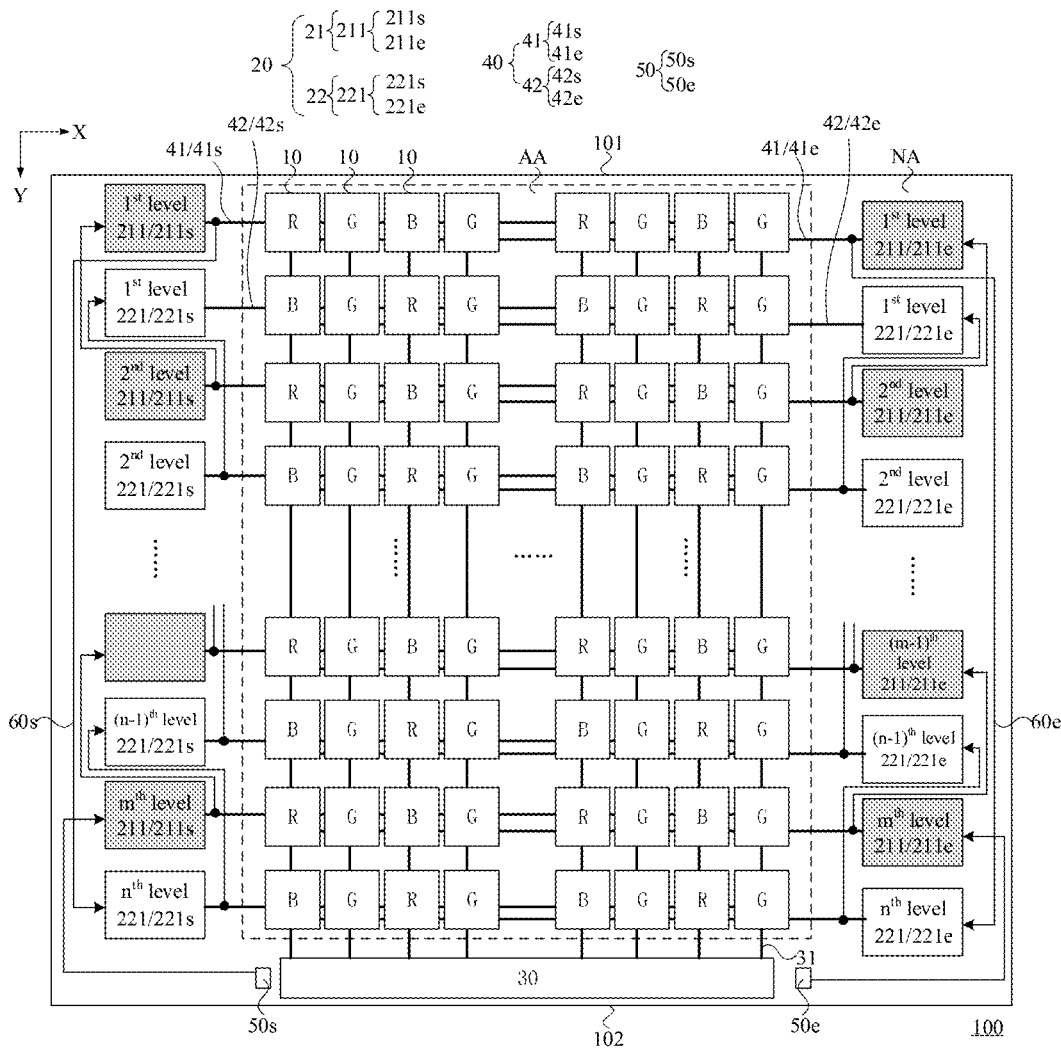 20 21 211 211s
211e
22 221 221s
221e
40 41 41s
41e
42 42s
42e
50 50s
50e
X
Y
41/41s
42/42s
10
10
10
AA
101
41/41e
42/42e
NA
1st level
211/211s
R G B G R G B G
1st level
211/211e
1st level
221/221s
B G R G B G R G
1st level
221/221e
2nd level
211/211s
R G B G R G B G
2nd level
211/211e
2nd level
221/221s
B G R G B G R G
2nd level
221/221e
......
......
......
......
......
R G B G R G B G
(m-1)th
level
211/211e
60s
(n-1)th level
221/221s
B G R G B G R G
(n-1)th level
221/221e
60e
mth level
211/211s
R G B G R G B G
mth level
211/211e
nth level
221/221s
B G R G B G R G
nth level
221/221e
31
30
50s
102
50e
100